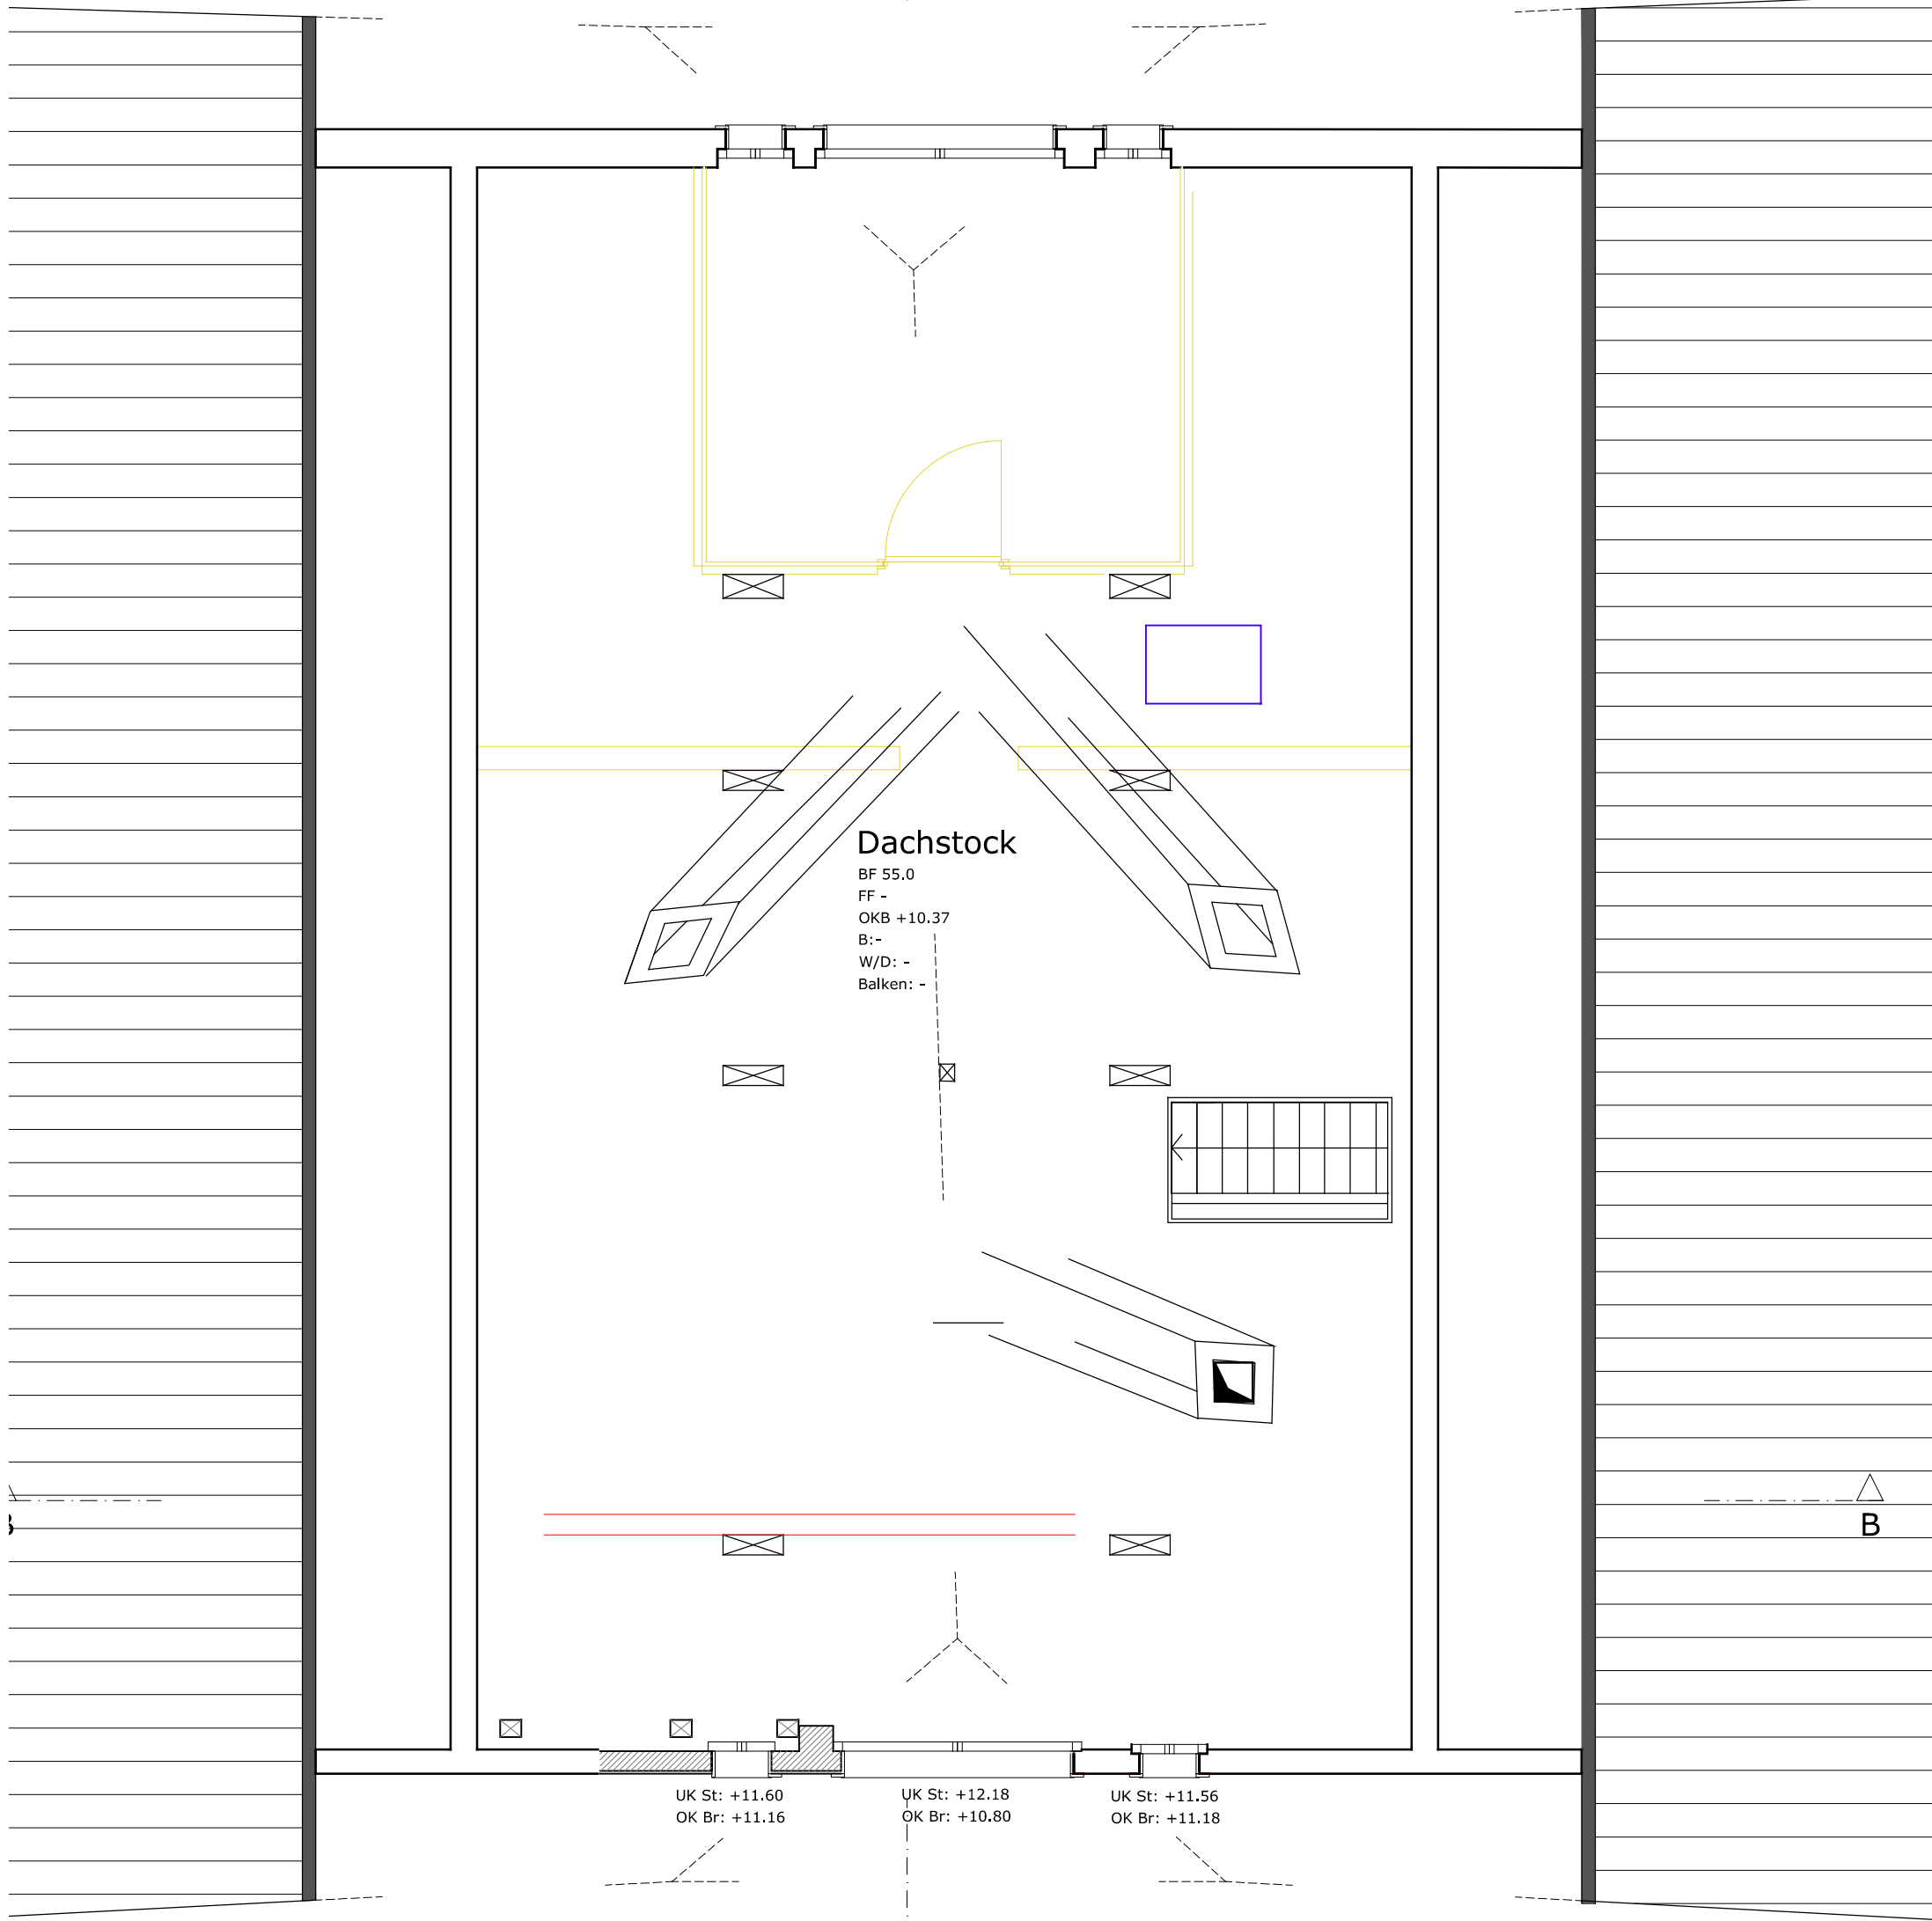 Dachstock
BF 55.0
FF -
OKB +10.37
B:-
W/D: -
Balken: -
B
UK St: +11.60
OK Br: +11.16
UK St: +12.18
OK Br: +10.80
UK St: +11.56
OK Br: +11.18